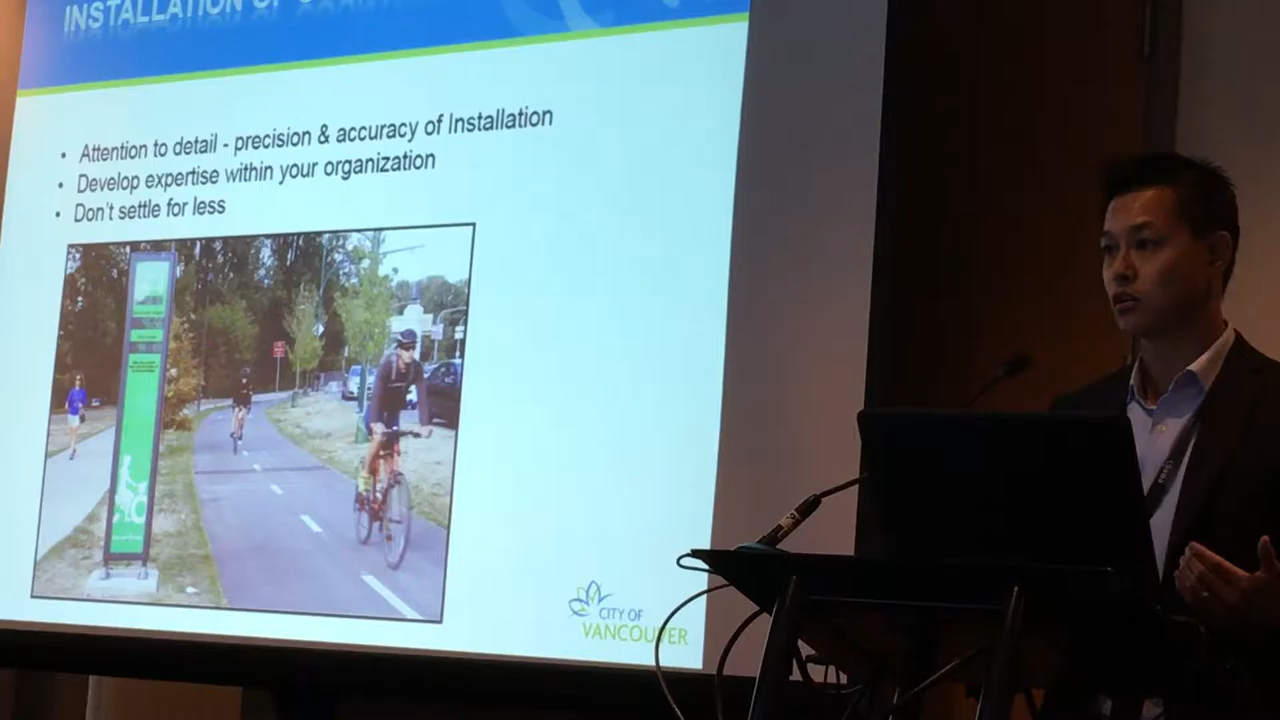 INSTALLATION OF
• Attention to detail - precision & accuracy of Installation
• Develop expertise within your organization
• Don't settle for less
CITY OF
VANCOUVER